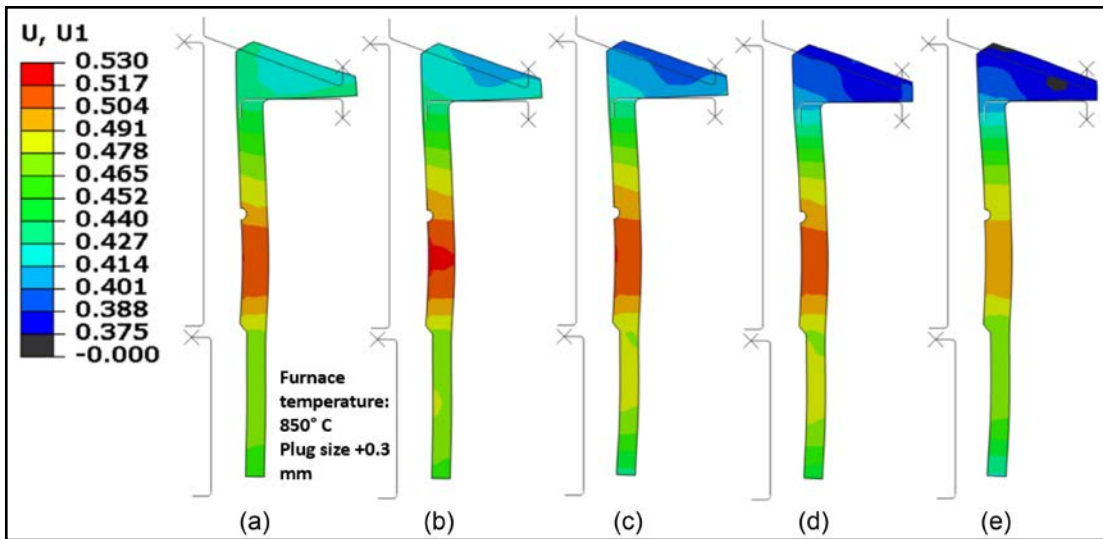 U, U1
0.530
0.517
0.504
0.491
0.478
0.465
0.452
0.440
0.427
0.414
0.401
0.388
0.375
-0.000
Furnace
temperature:
850° C
Plug size +0.3
mm
(a)
(b)
(c)
(d)
(e)